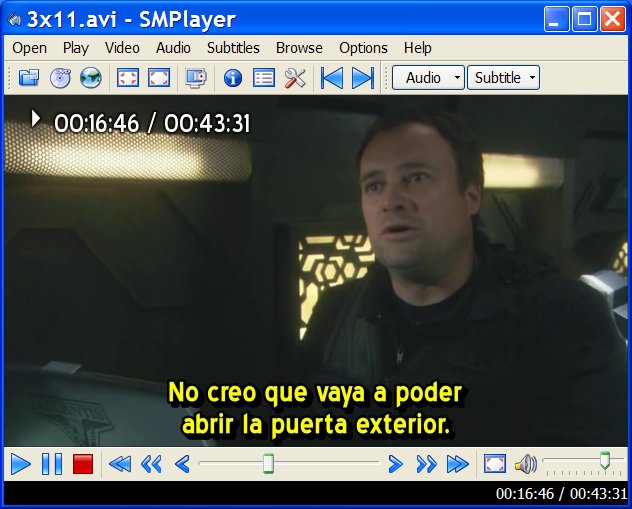 3x11.avi - SMPlayer
Open Play Video Audio Subtitles Browse Options Help
Audio Subtitle
00:16:46 / 00:43:31
No creo que vaya a poder
abrir la puerta exterior.
00:16:46 / 00:43:31